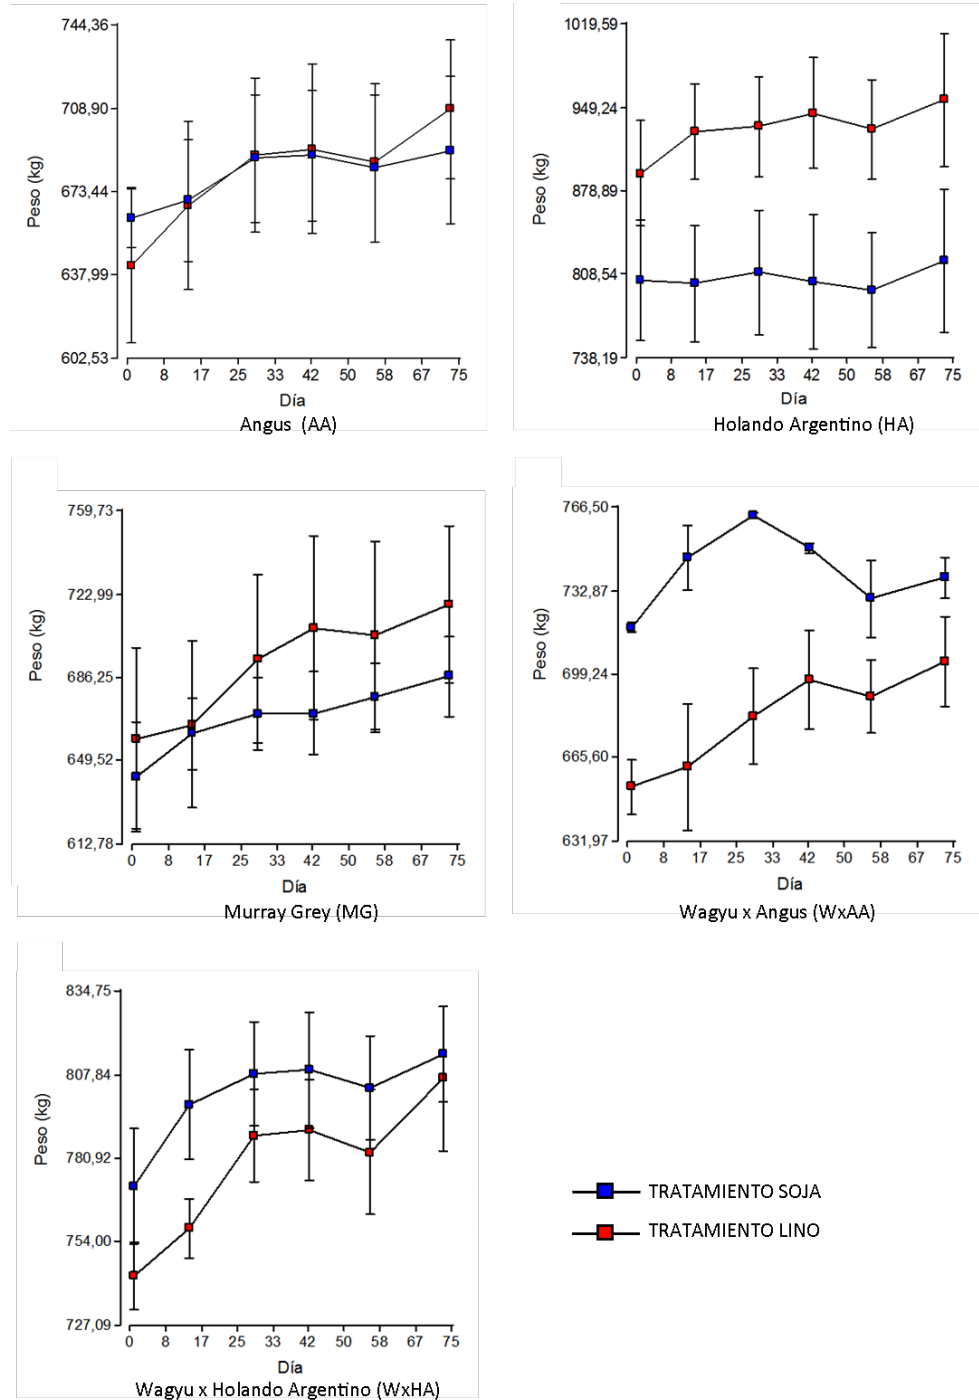 744,36
708,90
673,44
637,99
602,53
Peso (kg)
0 8 17 25 33 42 50 58 67 75
Día
Angus (AA)
1019,59
949,24
878,89
808,54
738,19
Peso (kg)
0 8 17 25 33 42 50 58 67 75
Día
Holando Argentino (HA)
759,73
722,99
686,25
649,52
612,78
Peso (kg)
0 8 17 25 33 42 50 58 67 75
Día
Murray Grey (MG)
766,50
732,87
699,24
665,60
631,97
Peso (kg)
0 8 17 25 33 42 50 58 67 75
Día
Wagyu x Angus (WxAA)
834,75
807,84
780,92
754,00
727,09
Peso (kg)
0 8 17 25 33 42 50 58 67 75
Día
Wagyu x Holando Argentino (WxHA)
TRATAMIENTO SOJA
TRATAMIENTO LINO